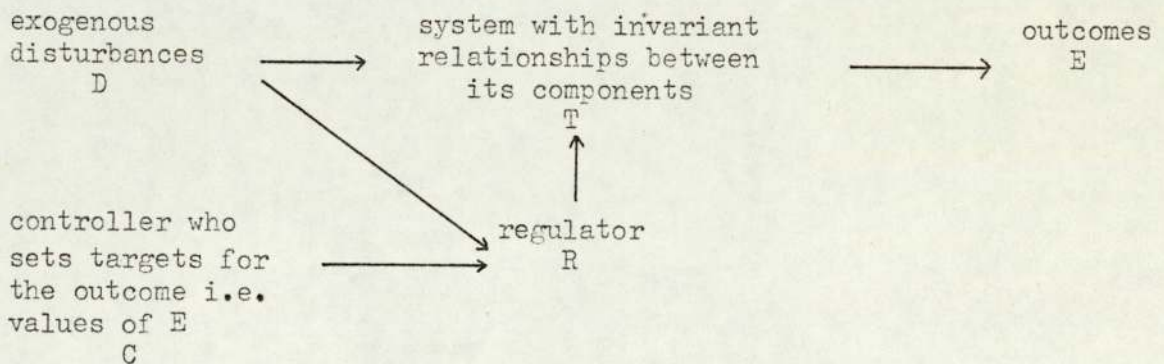 exogenous
disturbances
D
system with invariant
relationships between
its components
T
outcomes
E
controller who
sets targets for
the outcome i.e.
values of E
C
regulator
R